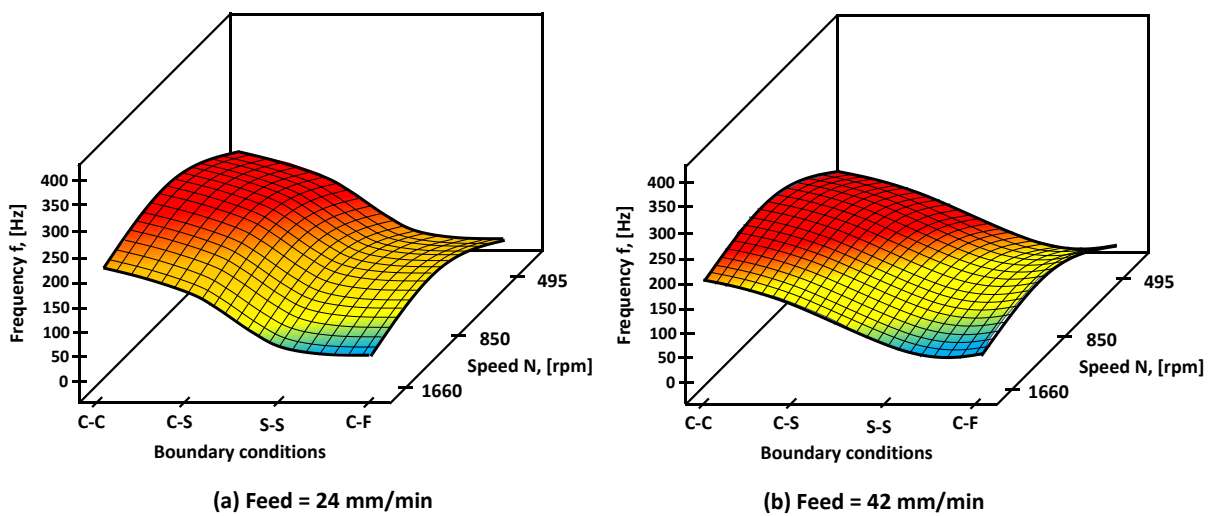 Frequency f, [Hz]
400
350
300
250
200
150
100
50
0
C-C
C-S
S-S
C-F
Boundary conditions
495
850
1660
Speed N, [rpm]
(a) Feed = 24 mm/min
Frequency f, [Hz]
400
350
300
250
200
150
100
50
0
C-C
C-S
S-S
C-F
Boundary conditions
495
850
1660
Speed N, [rpm]
(b) Feed = 42 mm/min